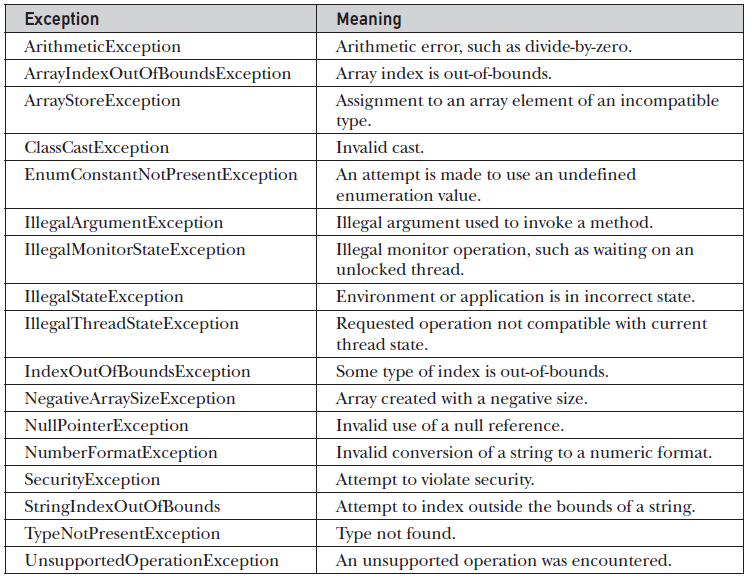 Exception Meaning
ArithmeticException Arithmetic error, such as divide-by-zero.
ArrayIndexOutOfBoundsException Array index is out-of-bounds.
ArrayStoreException Assignment to an array element of an incompatible
type.
ClassCastException Invalid cast.
EnumConstantNotPresentException An attempt is made to use an undefined
enumeration value.
IllegalArgumentException Illegal argument used to invoke a method.
IllegalMonitorStateException Illegal monitor operation, such as waiting on an
unlocked thread.
IllegalStateException Environment or application is in incorrect state.
IllegalThreadStateException Requested operation not compatible with current
thread state.
IndexOutOfBoundsException Some type of index is out-of-bounds.
NegativeArraySizeException Array created with a negative size.
NullPointerException Invalid use of a null reference.
NumberFormatException Invalid conversion of a string to a numeric format.
SecurityException Attempt to violate security.
StringIndexOutOfBounds Attempt to index outside the bounds of a string.
TypeNotPresentException Type not found.
UnsupportedOperationException An unsupported operation was encountered.